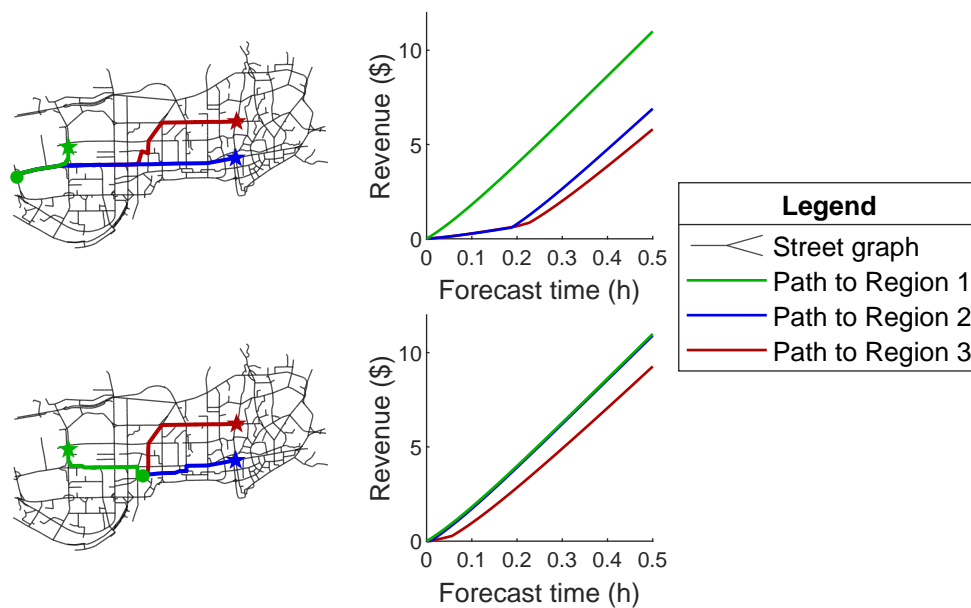 Revenue ($)
10
5
0
0 0.1 0.2 0.3 0.4 0.5
Forecast time (h)
Legend
Street graph
Path to Region 1
Path to Region 2
Path to Region 3
Revenue ($)
10
5
0
0 0.1 0.2 0.3 0.4 0.5
Forecast time (h)